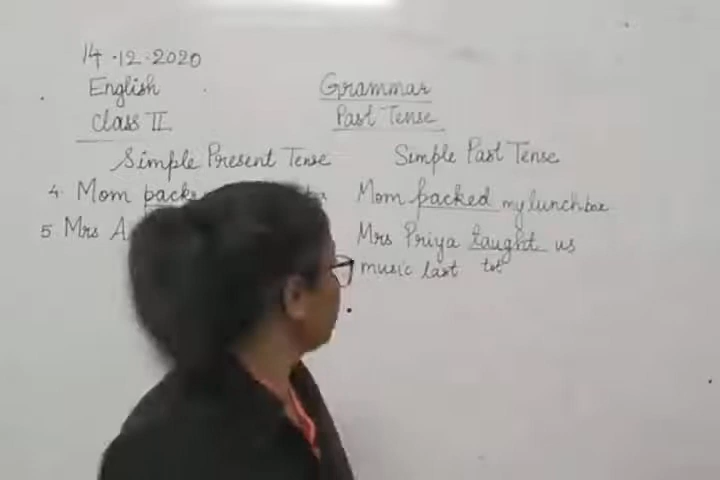 14.12.2020
English
Class II
Grammar
Past Tense
Simple Present Tense
Simple Past Tense
4. Mom packs
Mom packed my lunch box
5. Mrs A
Mrs Priya taught us
music last